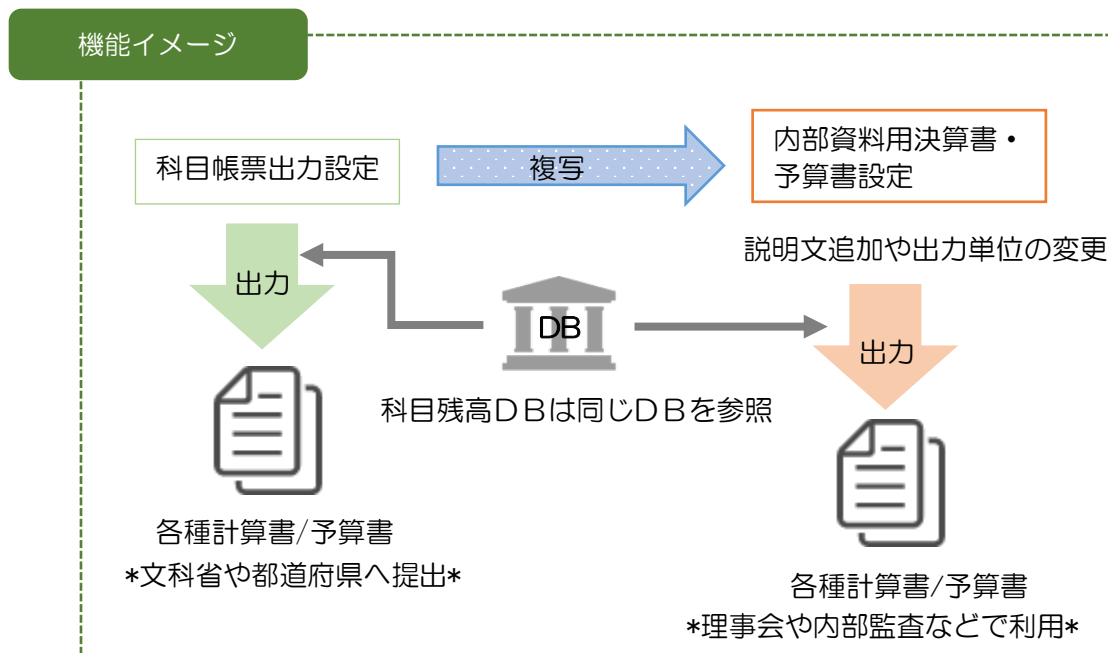 機能イメージ
科目帳票出力設定
複写
内部資料用決算書・
予算書設定
説明文追加や出力単位の変更
出力
DB
出力
科目残高ＤＢは同じＤＢを参照
各種計算書/予算書
*文科省や都道府県へ提出*
各種計算書/予算書
*理事会や内部監査などで利用*